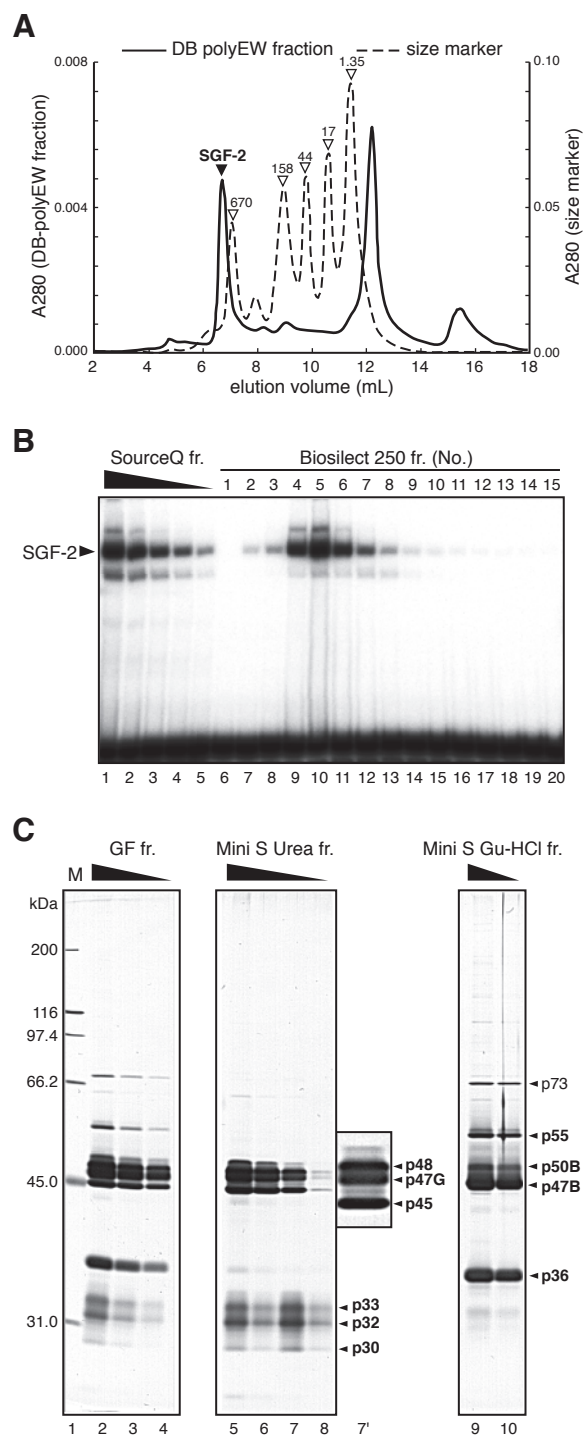 A
DB polyEW fraction size marker
0.008 0.10
1.35
17
SGF-2 158 44
670
0.004 0.05
A280 (DB-polyEW fraction)
A280 (size marker)
0.000 0.00
2 4 6 8 10 12 14 16 18
elution volume (mL)
B
SourceQ fr. Biosilect 250 fr. (No.)
1 2 3 4 5 6 7 8 9 10 11 12 13 14 15
SGF-2
1 2 3 4 5 6 7 8 9 10 11 12 13 14 15 16 17 18 19 20
C
GF fr. Mini S Urea fr. Mini S Gu-HCl fr.
M
kDa
200
116
97.4
66.2 p73
p55
p48 p50B
45.0 p47G p47B
p45
p36
p33
31.0 p32
p30
1 2 3 4 5 6 7 8 7' 9 10